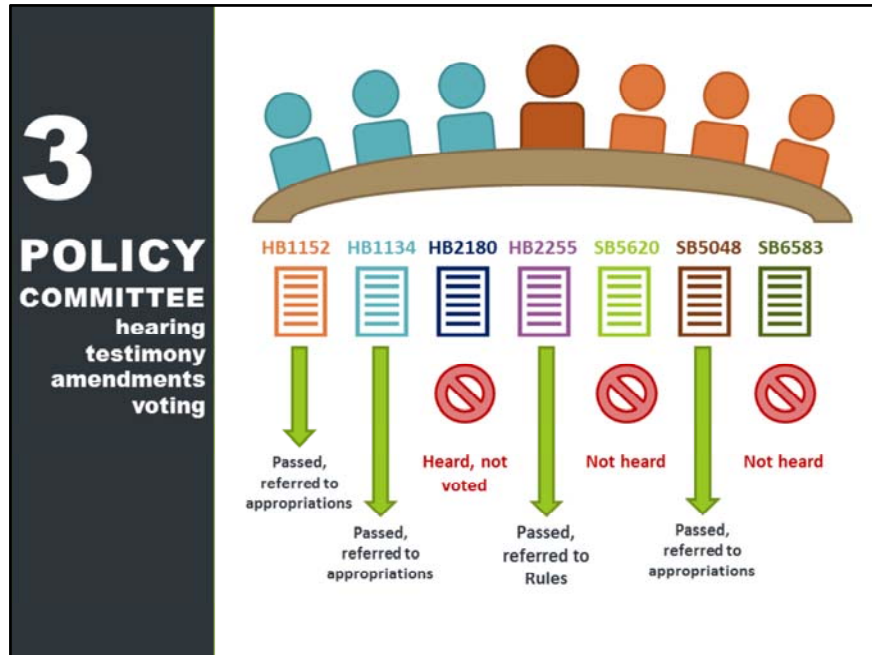 3
POLICY
COMMITTEE
hearing
testimony
amendments
voting
HB1152 HB1134 HB2180 HB2255 SB5620 SB5048 SB6583
Passed,
referred to
appropriations
Passed,
referred to
appropriations
Heard, not
voted
Passed,
referred to
Rules
Not heard
Passed,
referred to
appropriations
Not heard